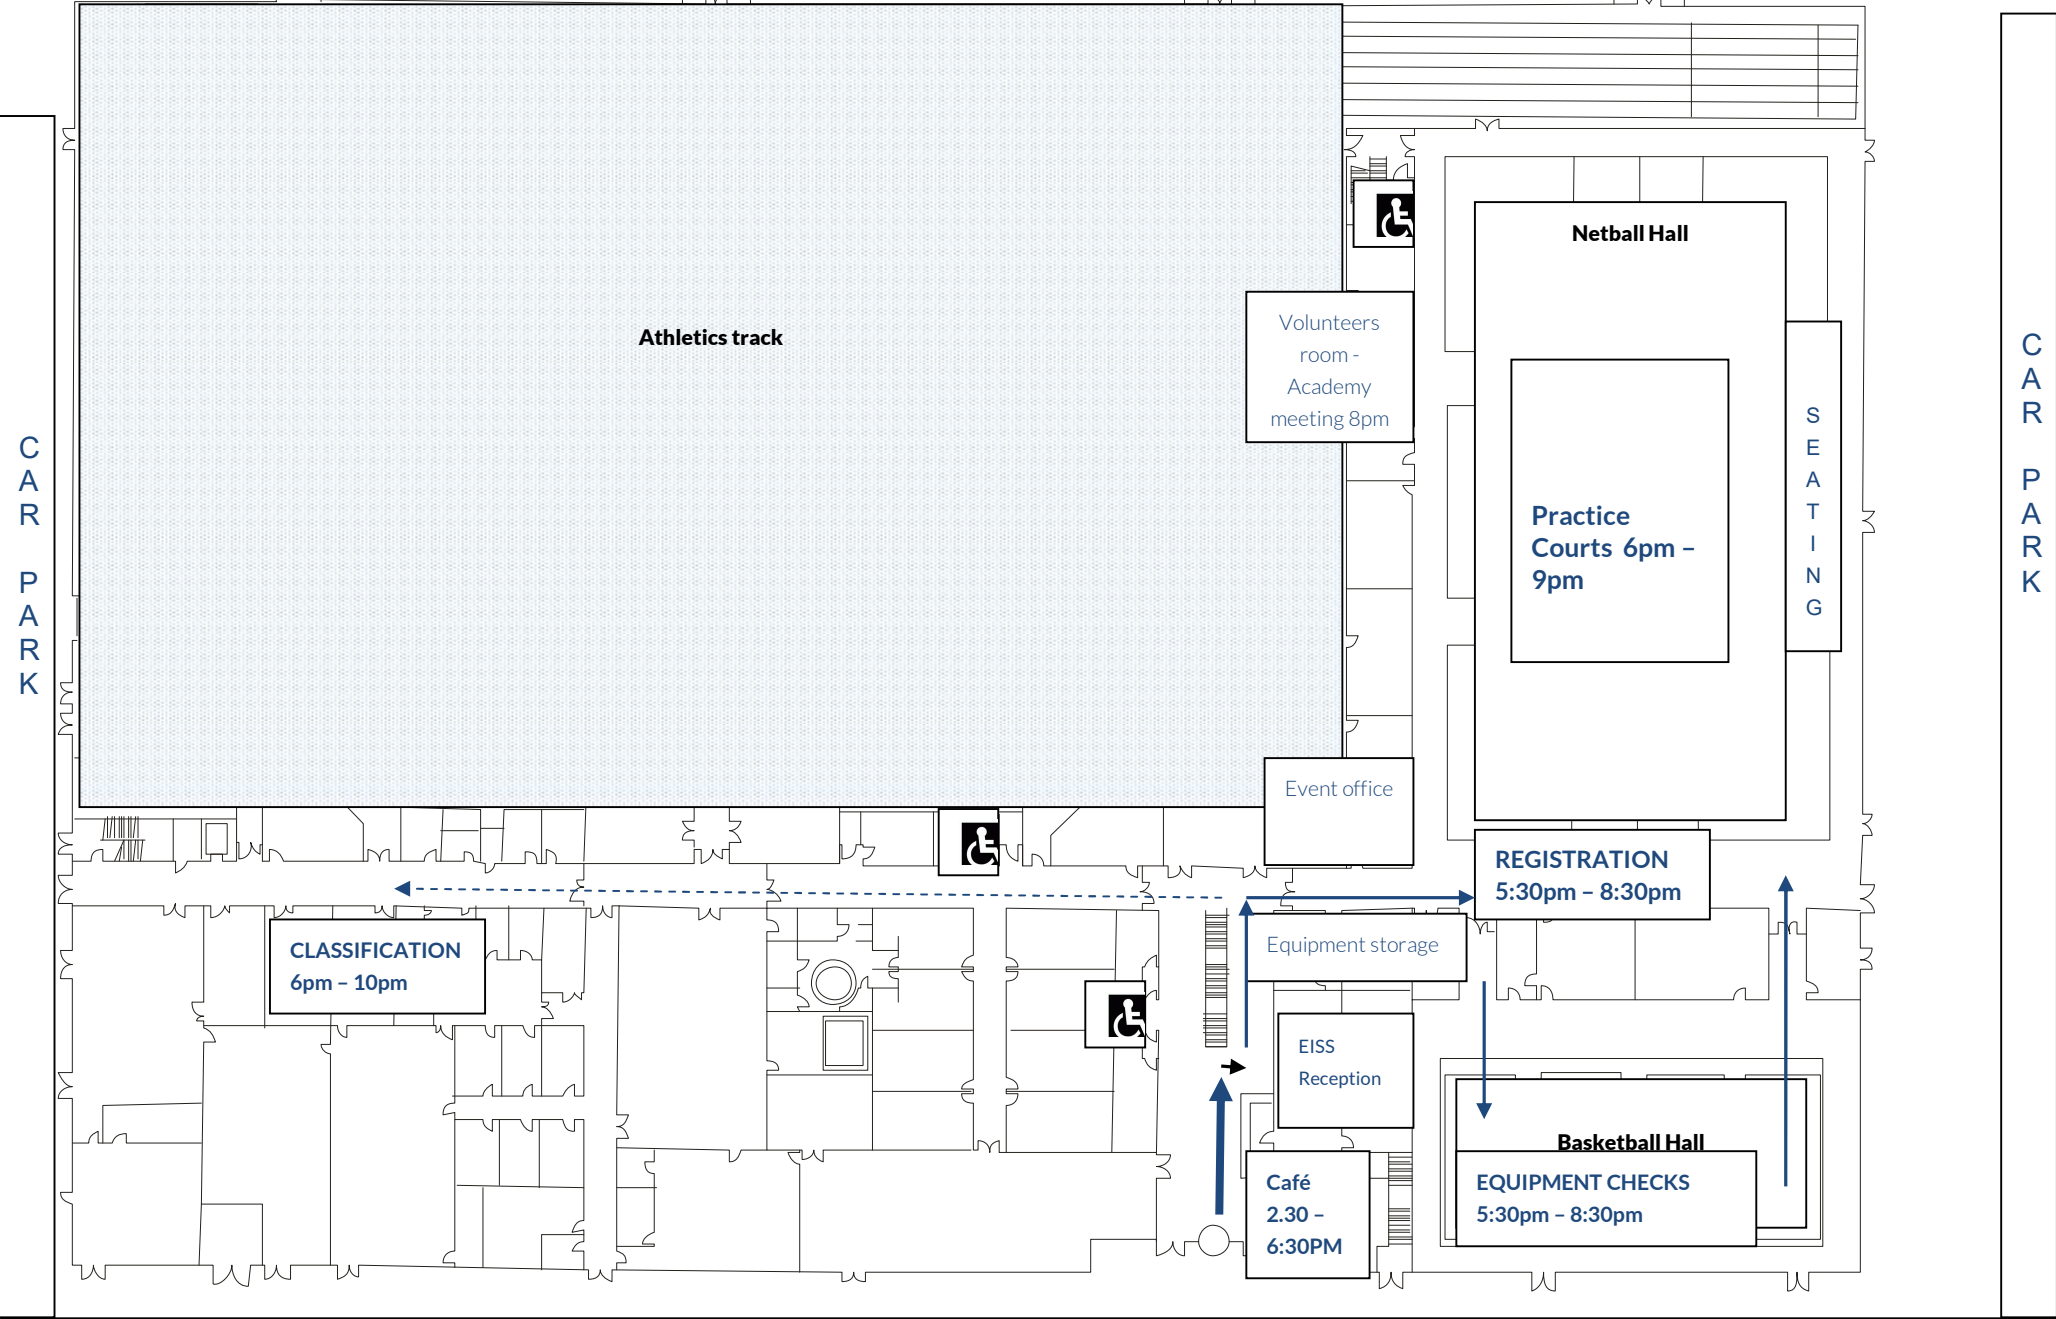 Athletics track
Netball Hall
Volunteers
room -
Academy
meeting 8pm
C
A
R
P
A
R
K
C
A
R
P
A
R
K
S
E
A
T
I
N
G
Practice
Courts 6pm –
9pm
Event office
REGISTRATION
5:30pm – 8:30pm
CLASSIFICATION
6pm – 10pm
Equipment storage
EISS
Reception
Café
2.30 –
6:30PM
Basketball Hall
EQUIPMENT CHECKS
5:30pm – 8:30pm